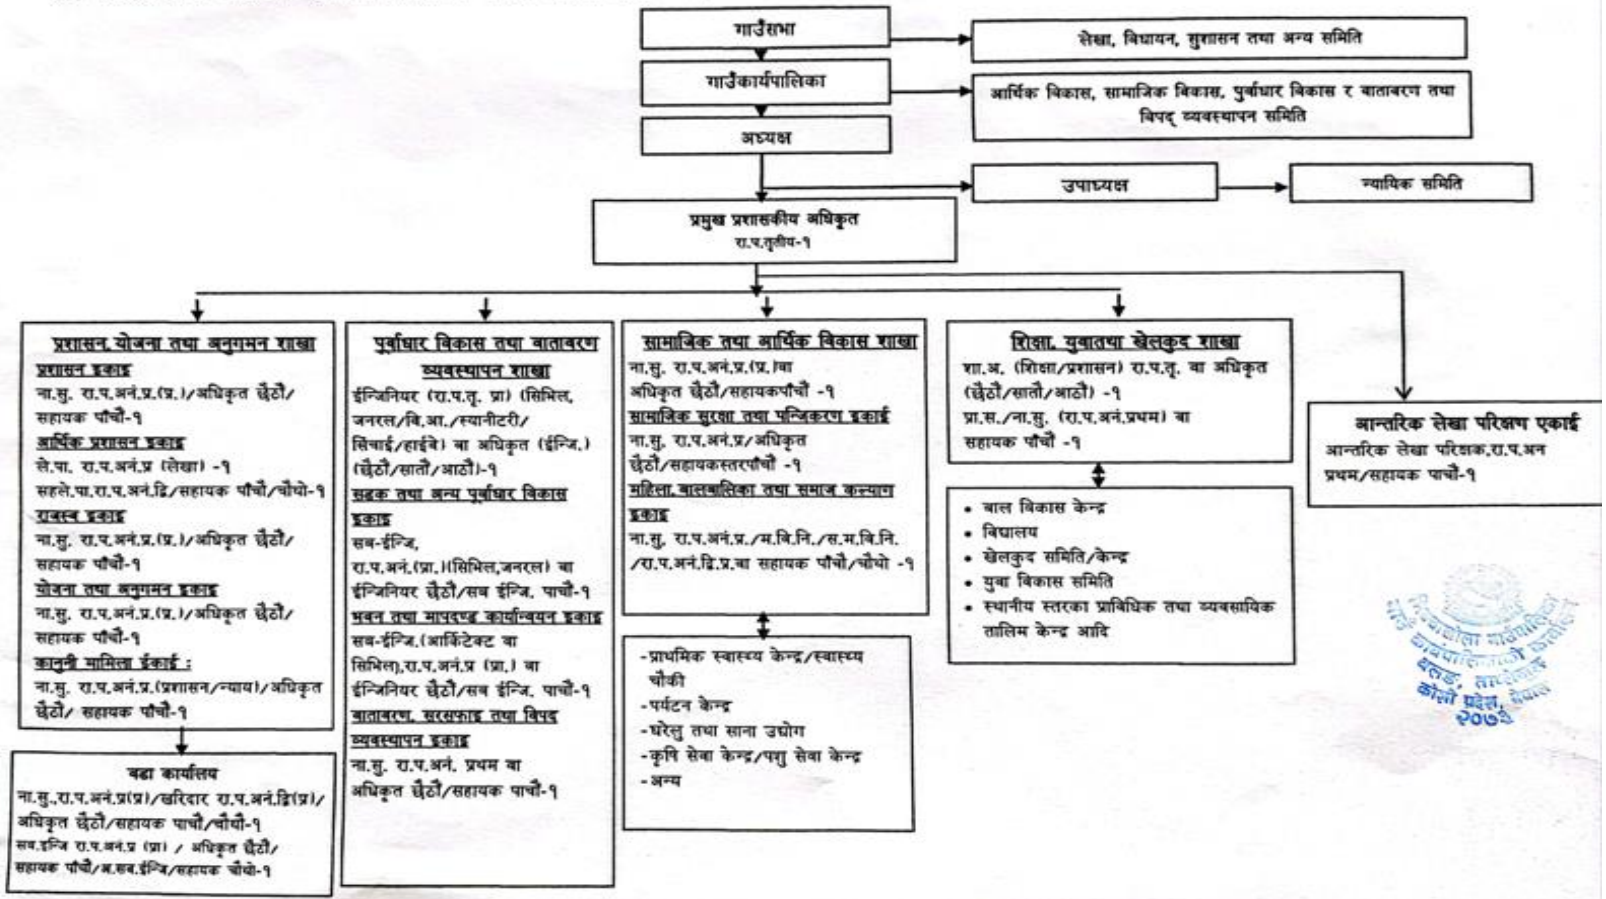 गाउँसभा
लेखा, विधायन, सुशासन तथा अन्य समिति
गाउँकार्यपालिका
आर्थिक विकास, सामाजिक विकास, पुर्वाधार विकास र वातावरण तथा
विपद् व्यवस्थापन समिति
अध्यक्ष
उपाध्यक्ष
न्यायिक समिति
प्रमुख प्रशासकीय अधिकृत
रा.प.तृतीय-१
प्रशासन, योजना तथा अनुगमन शाखा
प्रशासन इकाइ
ना.सु. रा.प.अनं.प्र.(प्र.)/अधिकृत छैठौं/
सहायक पाँचौ-१
आर्थिक प्रशासन इकाइ
ले.पा. रा.प.अनं.प्र (लेखा) -१
सहले.पा.रा.प.अनं.द्वि/सहायक पाँचौ/चौथो-१
राजस्व इकाइ
ना.सु. रा.प.अनं.प्र.(प्र.)/अधिकृत छैठौं/
सहायक पाँचौ-१
योजना तथा अनुगमन इकाइ
ना.सु. रा.प.अनं.प्र.(प्र.)/अधिकृत छैठौं/
सहायक पाँचौ-१
कानुनी मामिला ईकाई :
ना.सु. रा.प.अनं.प्र.(प्रशासन/न्याय)/अधिकृत
छैठौं/ सहायक पाँचौ-१
वडा कार्यालय
ना.सु.,रा.प.अनं.प्र(प्र)/खरिदार रा.प.अनं.द्वि(प्र)/
अधिकृत छैठौं/सहायक पाचौं/चौथौ-१
सव.इन्जि रा.प.अनं.प्र (प्रा) / अधिकृत छैठौं/
सहायक पाँचौ/अ.सव.ईन्जि/सहायक चौथो-१
पुर्वाधार विकास तथा वातावरण
व्यवस्थापन शाखा
ईन्जिनियर (रा.प.तृ. प्रा) (सिभिल,
जनरल/वि.आ./स्यानीटरी/
सिंचाई/हाईवे) वा अधिकृत (ईन्जि.)
(छैठौं/सातौं/आठौं)-१
सडक तथा अन्य पूर्वाधार विकास
इकाइ
सव-ईन्जि,
रा.प.अनं.(प्रा.)(सिभिल,जनरल) वा
ईन्जिनियर छैठौं/सव ईन्जि, पाचौं-१
भवन तथा मापदण्ड कार्यान्वयन इकाइ
सव-ईन्जि.(आर्किटेक्ट वा
सिभिल),रा.प.अनं.प्र (प्रा.) वा
ईन्जिनियर छैठौं/सव ईन्जि. पाचौं-१
वातावरण, सरसफाइ तथा विपद
व्यवस्थापन इकाइ
ना.सु. रा.प.अनं. प्रथम वा
अधिकृत छैठौं/सहायक पाचौं-१
सामाजिक तथा आर्थिक विकास शाखा
ना.सु. रा.प.अनं.प्र.(प्र.)वा
अधिकृत छैठौं/सहायकपाँचौ -१
सामाजिक सुरक्षा तथा पन्जिकरण इकाई
ना.सु. रा.प.अनं.प्र/अधिकृत
छैठौं/सहायकस्तरपाँचौ -१
महिला,बालबालिका तथा समाज कल्याण
इकाइ
ना.सु. रा.प.अनं.प्र./म.वि.नि./स.म.वि.नि.
/रा.प.अनं.द्वि.प्र.वा सहायक पाँचौ/चौथो -१
-प्राथमिक स्वास्थ्य केन्द्र/स्वास्थ्य
चौकी
-पर्यटन केन्द्र
-घरेलु तथा साना उद्योग
-कृषि सेवा केन्द्र/पशु सेवा केन्द्र
-अन्य
शिक्षा, युवातथा खेलकुद शाखा
शा.अ. (शिक्षा/प्रशासन) रा.प.तृ. वा अधिकृत
(छैठौं/सातौं/आठौं) -१
प्रा.स./ना.सु. (रा.प.अनं.प्रथम) वा
सहायक पाँचौ -१
• बाल विकास केन्द्र
• विद्यालय
• खेलकुद समिति/केन्द्र
• युवा विकास समिति
• स्थानीय स्तरका प्राविधिक तथा व्यवसायिक
तालिम केन्द्र आदि
आन्तरिक लेखा परिक्षण एकाई
आन्तरिक लेखा परिक्षक,रा.प.अन
प्रथम/सहायक पाचौं-१
कोशी प्रदेश, नेपाल
२०७३